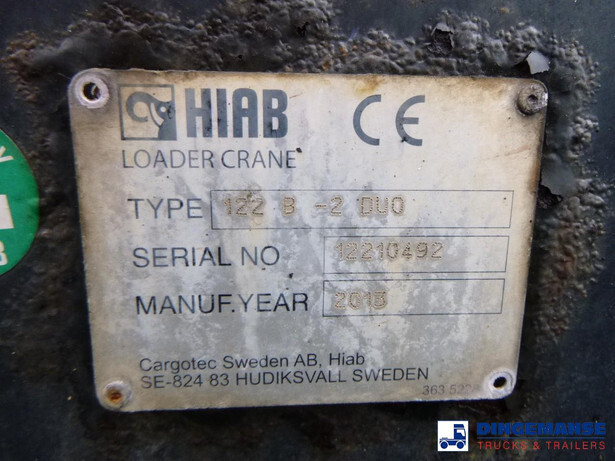 HIAB CE
LOADER CRANE
TYPE 122 B -2 DUO
SERIAL NO 12210492
MANUF.YEAR 2013
Cargotec Sweden AB, Hiab
SE-824 83 HUDIKSVALL SWEDEN
363
DINGEMANSE
TRUCKS & TRAILERS